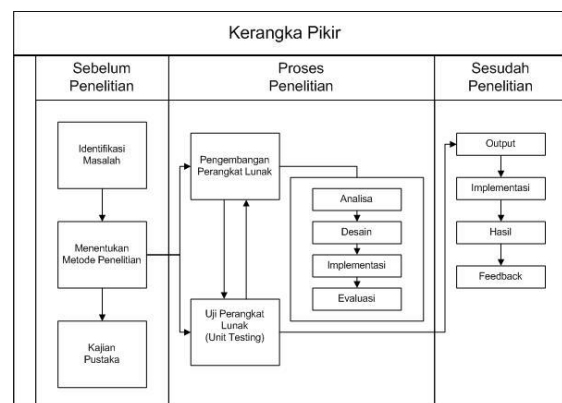 Kerangka Pikir
Sebelum
Penelitian
Proses
Penelitian
Sesudah
Penelitian
Identifikasi
Masalah
Menentukan
Metode Penelitian
Kajian
Pustaka
Pengembangan
Perangkat Lunak
Uji Perangkat
Lunak
(Unit Testing)
Analisa
Desain
Implementasi
Evaluasi
Output
Implementasi
Hasil
Feedback